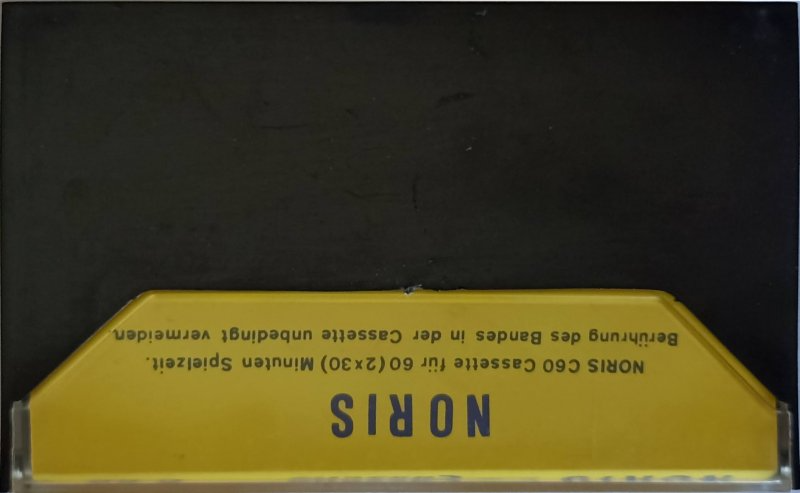 NORIS
NORIS C60 Cassette für 60 (2x30) Minuten Spielzeit.
Berührung des Bandes in der Cassette unbedingt vermeiden.